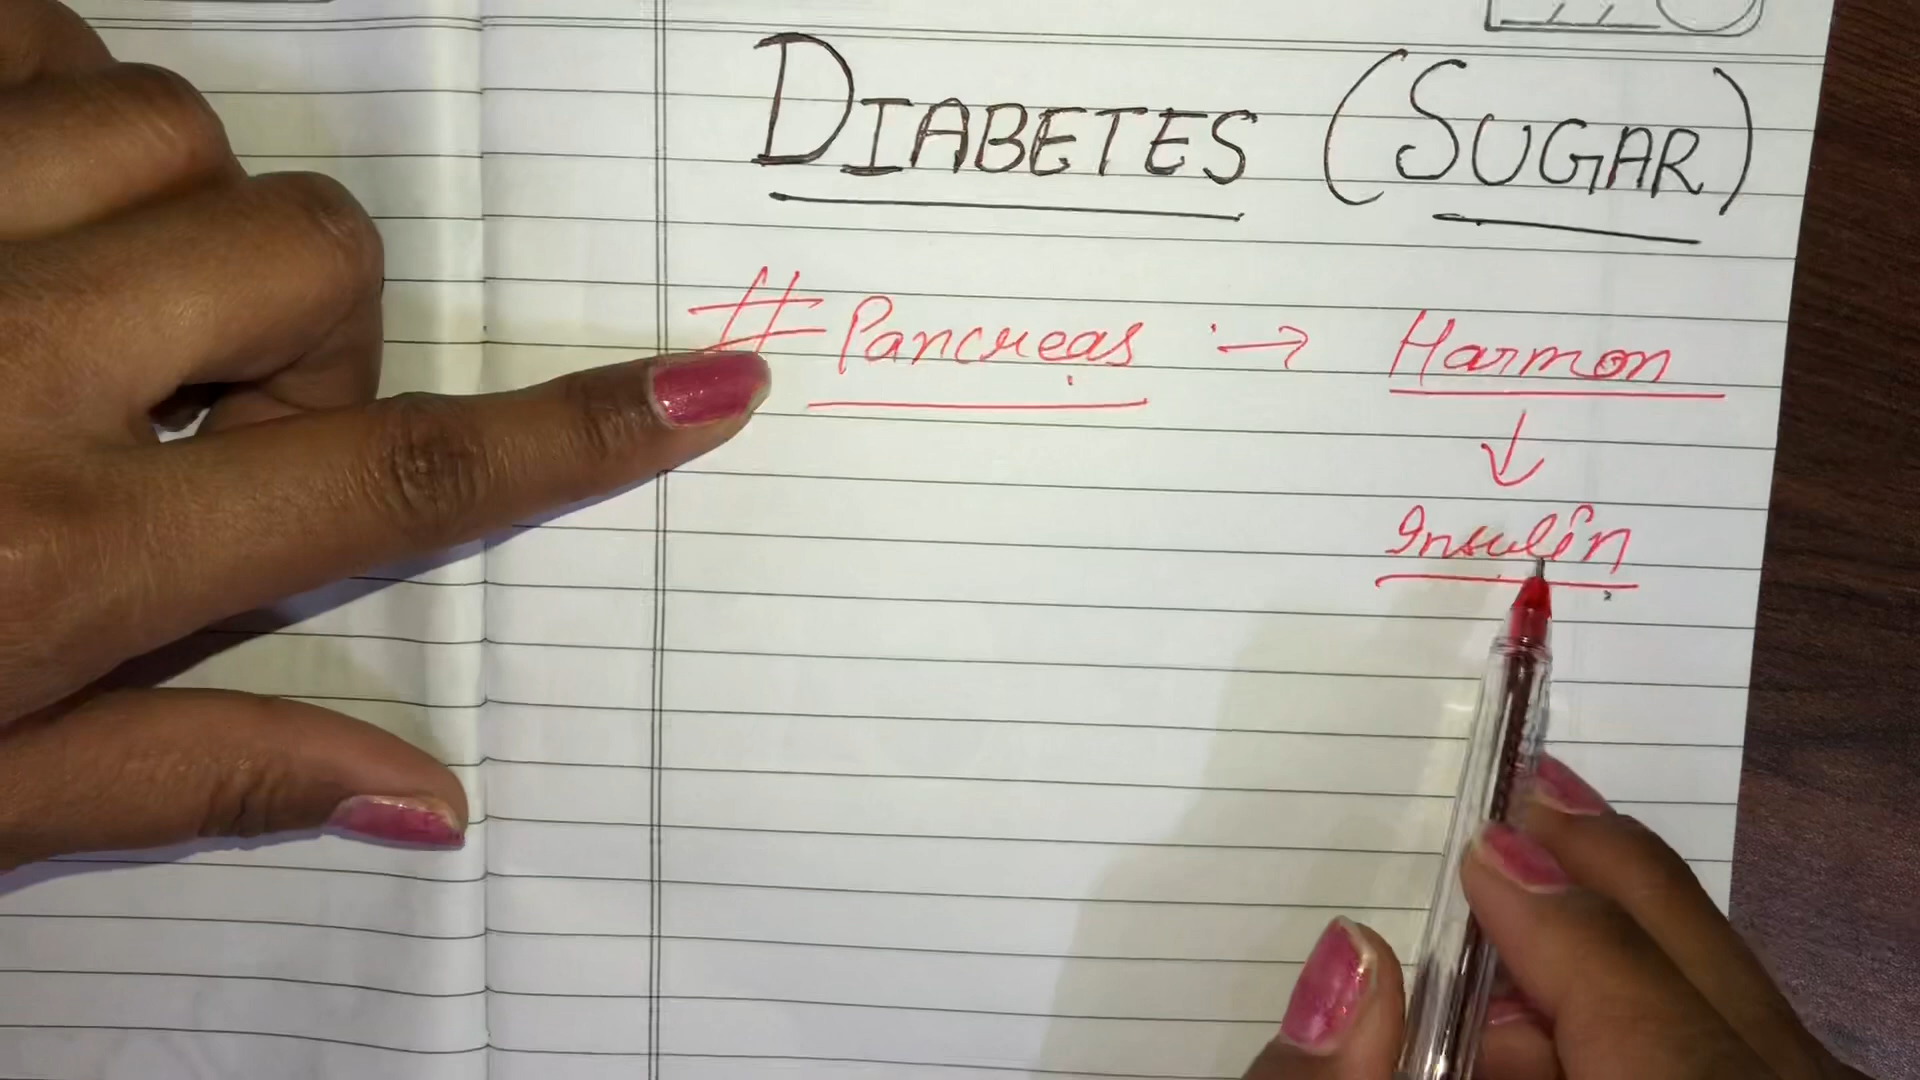 DIABETES (SUGAR)
# Pancreas :→ Harmon
↓
Insulin